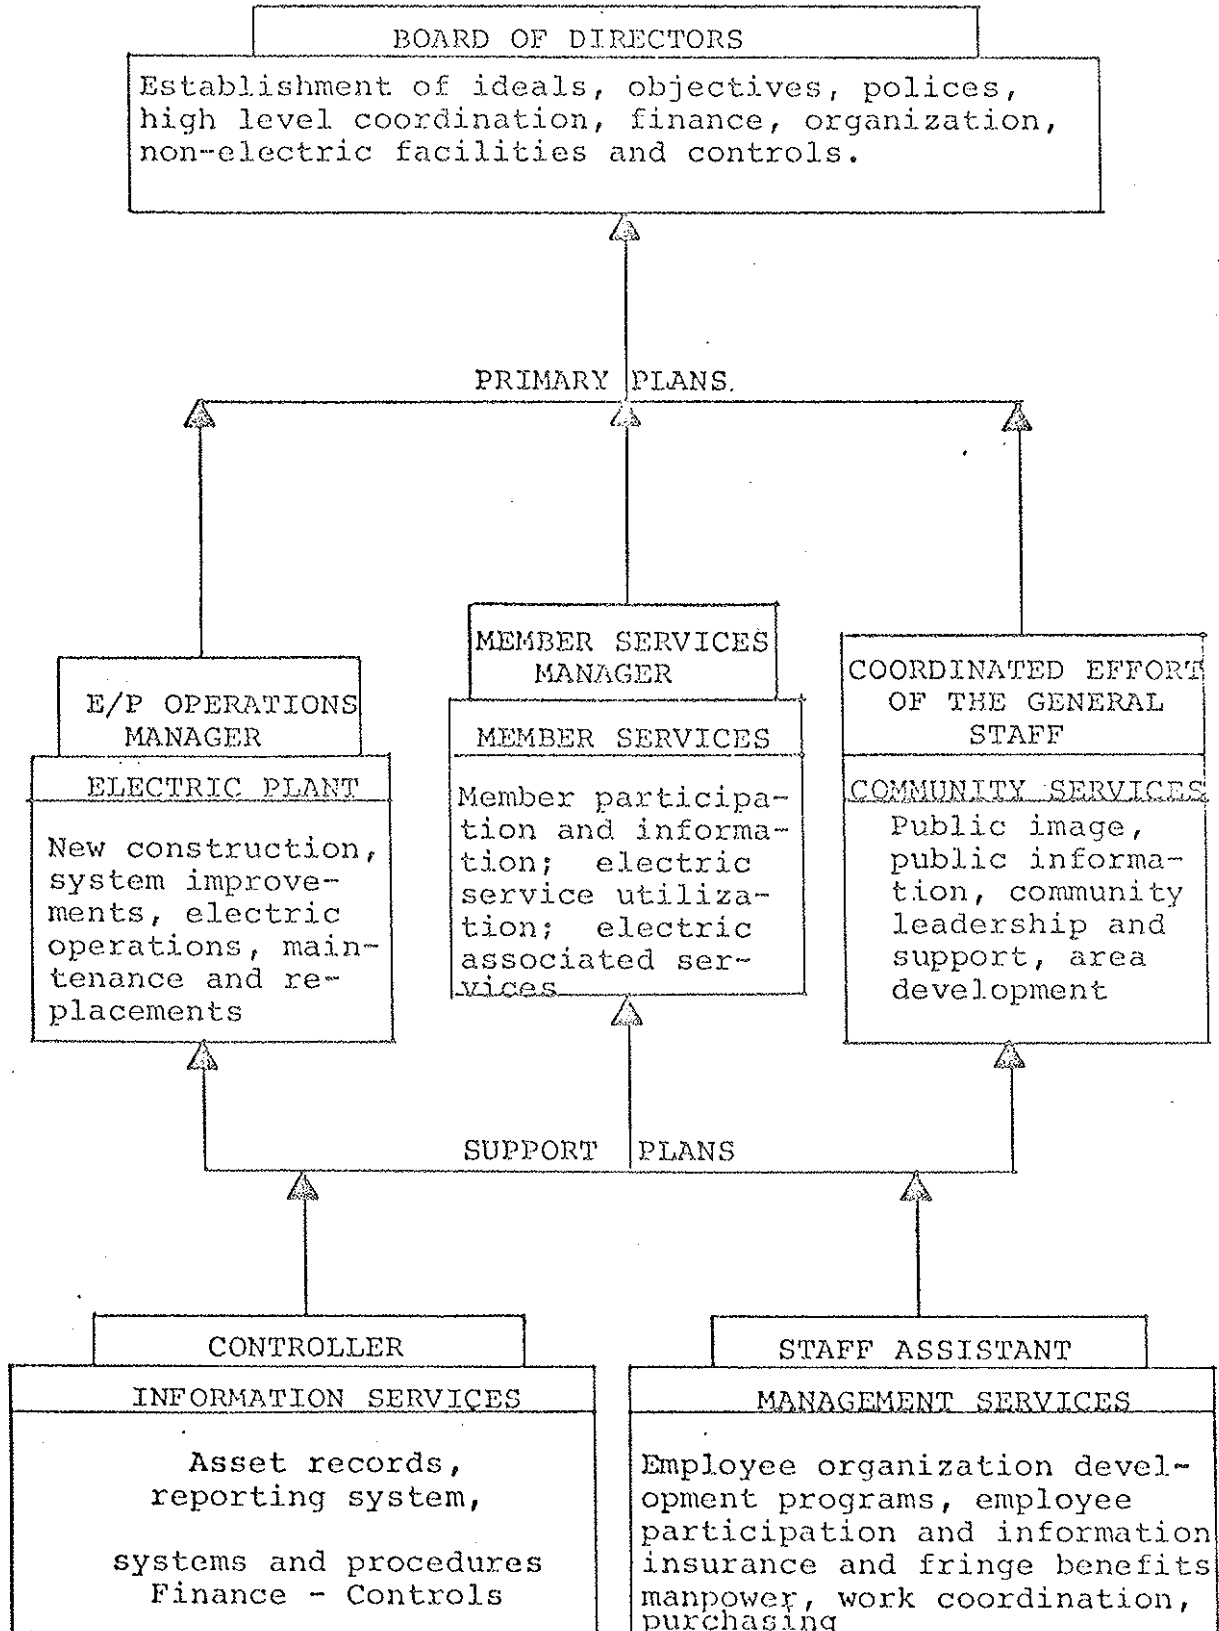 BOARD OF DIRECTORS
Establishment of ideals, objectives, polices,
high level coordination, finance, organization,
non-electric facilities and controls.
PRIMARY PLANS.
E/P OPERATIONS
MANAGER
ELECTRIC PLANT
New construction,
system improve-
ments, electric
operations, main-
tenance and re-
placements
MEMBER SERVICES
MANAGER
MEMBER SERVICES
Member participa-
tion and informa-
tion; electric
service utiliza-
tion; electric
associated ser-
vices
COORDINATED EFFORT
OF THE GENERAL
STAFF
COMMUNITY SERVICES
Public image,
public informa-
tion, community
leadership and
support, area
development
SUPPORT PLANS
CONTROLLER
INFORMATION SERVICES
Asset records,
reporting system,
systems and procedures
Finance - Controls
STAFF ASSISTANT
MANAGEMENT SERVICES
Employee organization devel-
opment programs, employee
participation and information
insurance and fringe benefits
manpower, work coordination,
purchasing